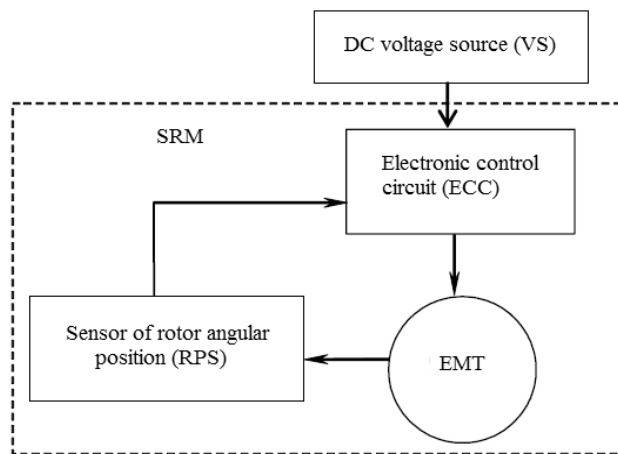 DC voltage source (VS)
SRM
Electronic control
circuit (ECC)
Sensor of rotor angular
position (RPS)
EMT